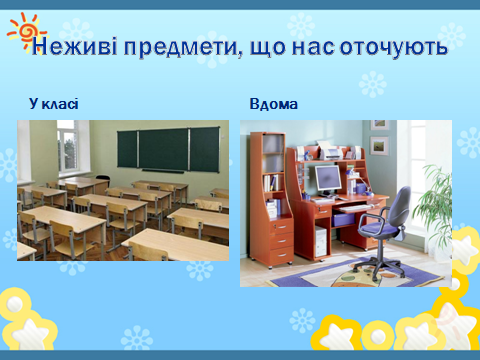 Неживі предмети, що нас оточують
У класі
Вдома